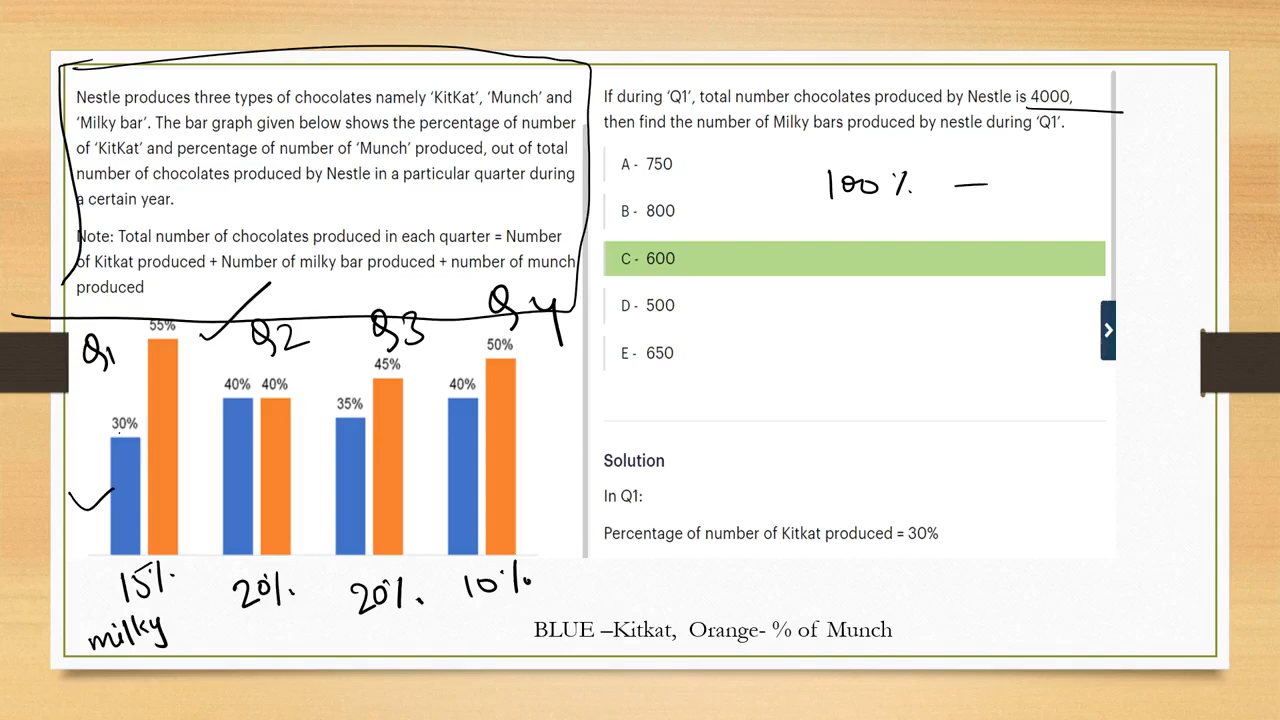 Nestle produces three types of chocolates namely ‘KitKat’, ‘Munch’ and
‘Milky bar’. The bar graph given below shows the percentage of number
of ‘KitKat’ and percentage of number of ‘Munch’ produced, out of total
number of chocolates produced by Nestle in a particular quarter during
a certain year.
Note: Total number of chocolates produced in each quarter = Number
of Kitkat produced + Number of milky bar produced + number of munch
produced
Q1
Q2
Q3
Q4
30%
55%
40%
40%
35%
45%
40%
50%
15%
20%
20%
10%
milky
If during ‘Q1’, total number chocolates produced by Nestle is 4000,
then find the number of Milky bars produced by nestle during ‘Q1’.
A - 750
B - 800
C - 600
D - 500
E - 650
100% —
Solution
In Q1:
Percentage of number of Kitkat produced = 30%
BLUE –Kitkat, Orange- % of Munch